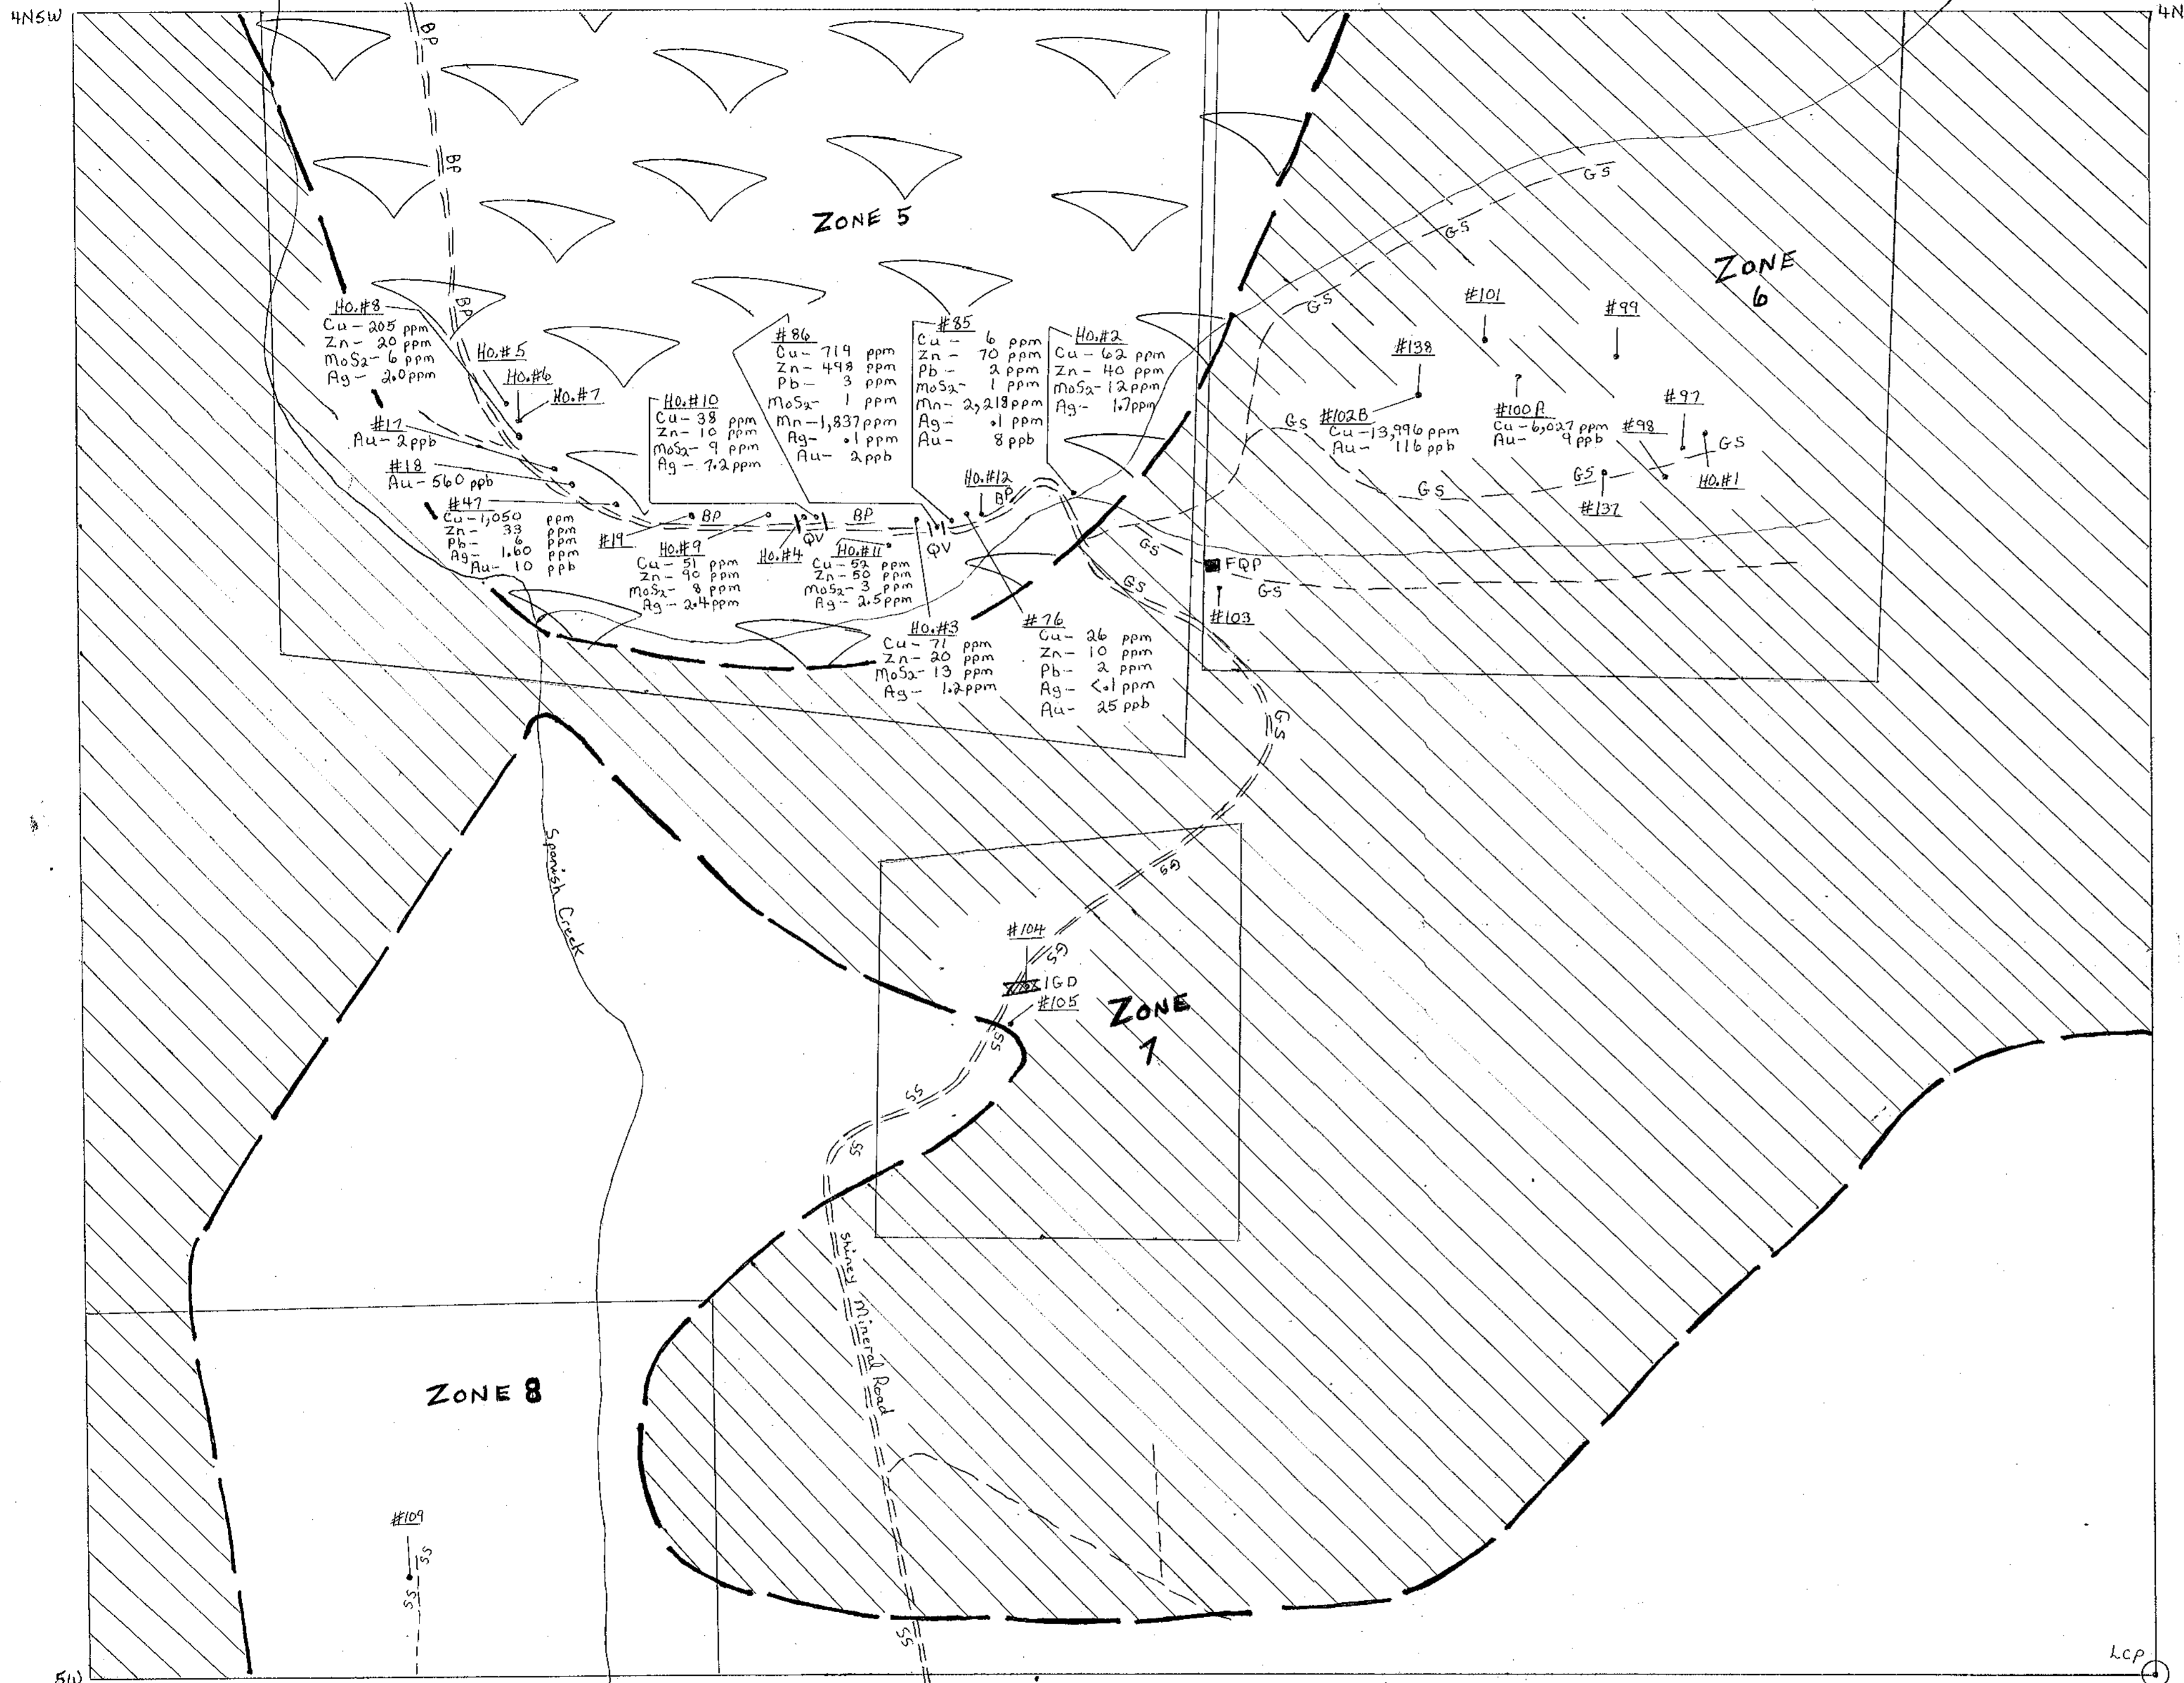 4N5W
4N
BP
BP
BP
ZONE 5
ZONE
6
GS
GS
GS
HO.#8
Cu - 205 ppm
Zn - 20 ppm
MoS2 - 6 ppm
Ag - 2.0 ppm
HO.#5
HO.#6
HO.#7
#17
Au - 2 ppb
#18
Au - 560 ppb
#47
Cu - 1,050 ppm
Zn - 33 ppm
Pb - 6 ppm
Ag - 1.60 ppm
Au - 10 ppb
#19
HO.#10
Cu - 38 ppm
Zn - 10 ppm
MoS2 - 9 ppm
Ag - 7.2 ppm
#86
Cu - 719 ppm
Zn - 498 ppm
Pb - 3 ppm
MoS2 - 1 ppm
Mn - 1,837 ppm
Ag - .1 ppm
Au - 2 ppb
#85
Cu - 6 ppm
Zn - 70 ppm
Pb - 2 ppm
MoS2 - 1 ppm
Mn - 2,218 ppm
Ag - .1 ppm
Au - 8 ppb
HO.#2
Cu - 62 ppm
Zn - 40 ppm
MoS2 - 12 ppm
Ag - 1.7 ppm
HO.#12
BP
BP
BP
QV
QV
HO.#9
Cu - 51 ppm
Zn - 90 ppm
MoS2 - 8 ppm
Ag - 2.4 ppm
HO.#4
HO.#11
Cu - 52 ppm
Zn - 50 ppm
MoS2 - 3 ppm
Ag - 2.5 ppm
HO.#3
Cu - 71 ppm
Zn - 20 ppm
MoS2 - 13 ppm
Ag - 1.2 ppm
#76
Cu - 26 ppm
Zn - 10 ppm
Pb - 2 ppm
Ag - <.1 ppm
Au - 25 ppb
#138
#101
#99
#102B
Cu - 13,996 ppm
Au - 116 ppb
#100A
Cu - 6,027 ppm
Au - 9 ppb
#98
#97
HO.#1
#137
GS
GS
GS
GS
GS
GS
GS
FQP
#103
GS
GS
GS
#104
IGD
#105
ZONE
7
SS
SS
SS
Spanish Creek
Shiney Mineral Road
ZONE 8
#109
SS
SS
SS
5W
LCP